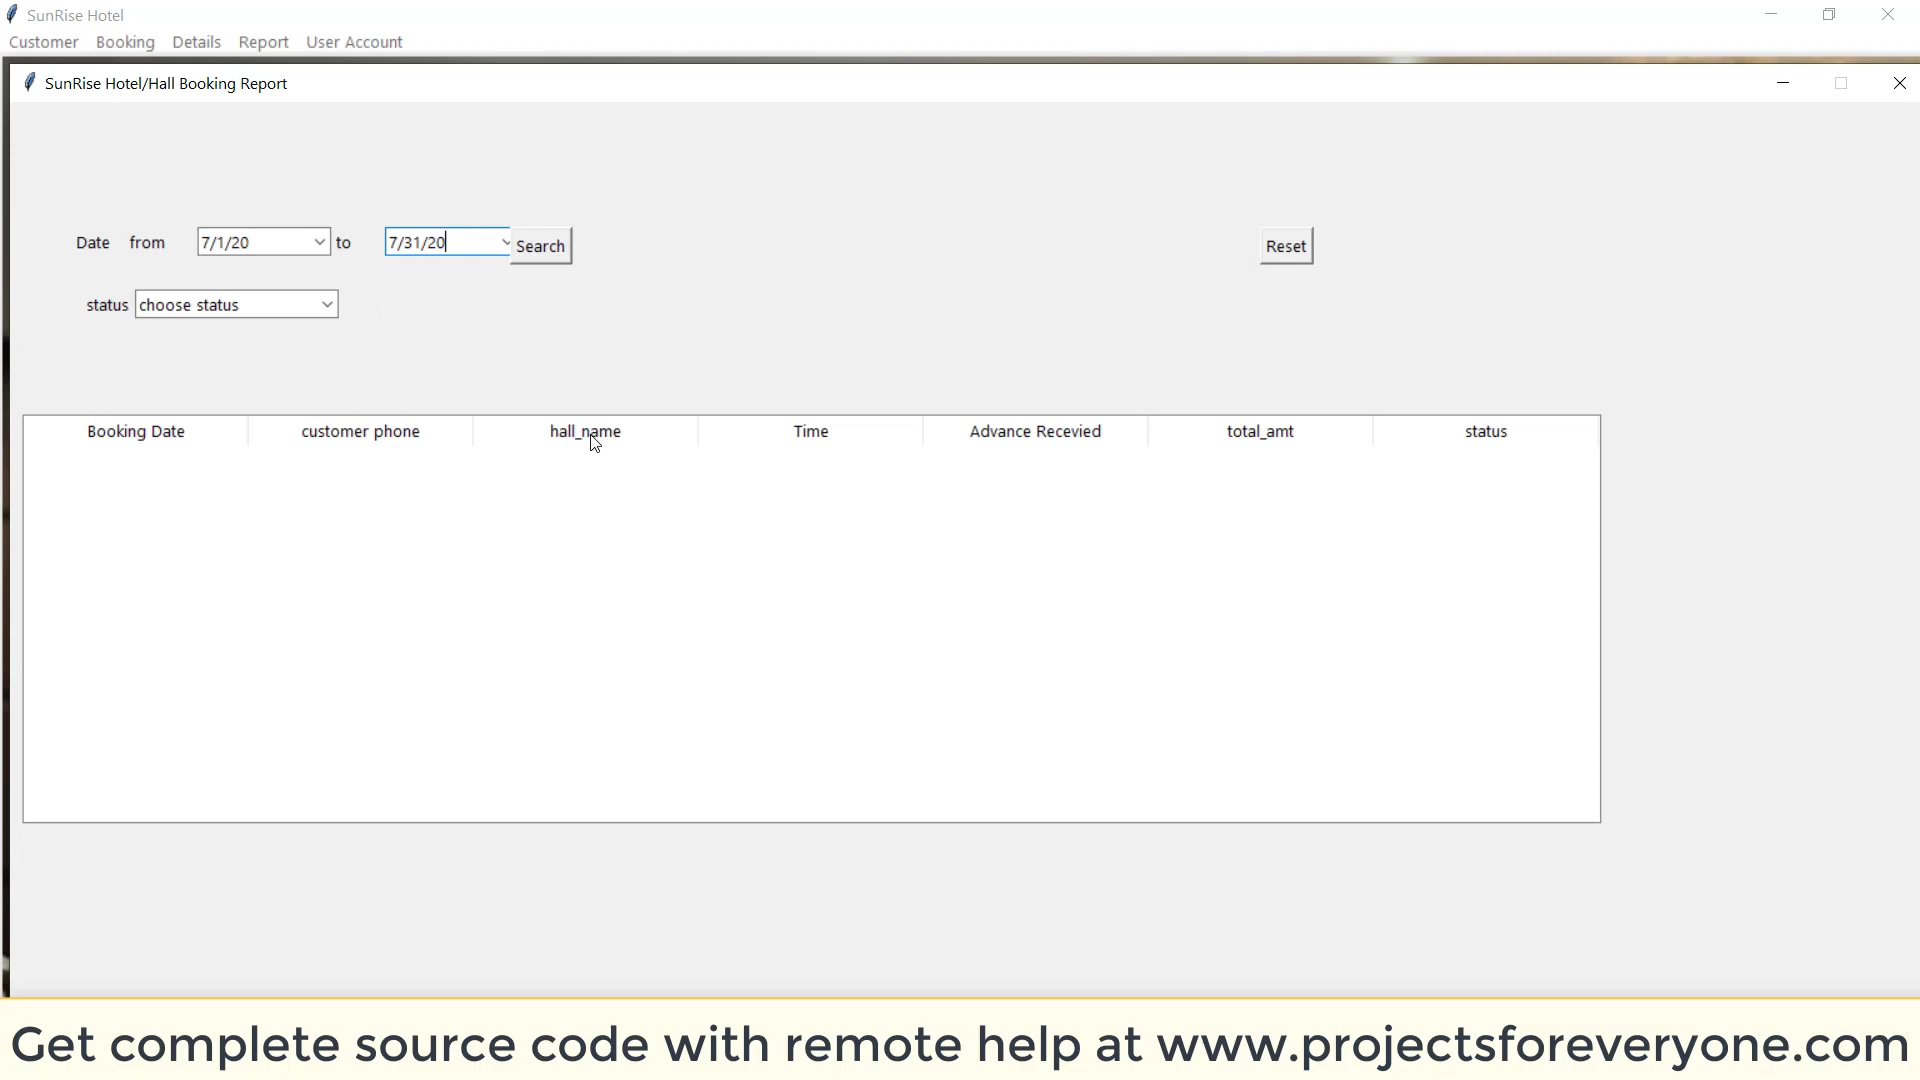 SunRise Hotel
Customer Booking Details Report User Account
SunRise Hotel/Hall Booking Report
Date from 7/1/20 to 7/31/20 Search Reset
status choose status
Booking Date customer phone hall_name Time Advance Recevied total_amt status
Get complete source code with remote help at www.projectsforeveryone.com